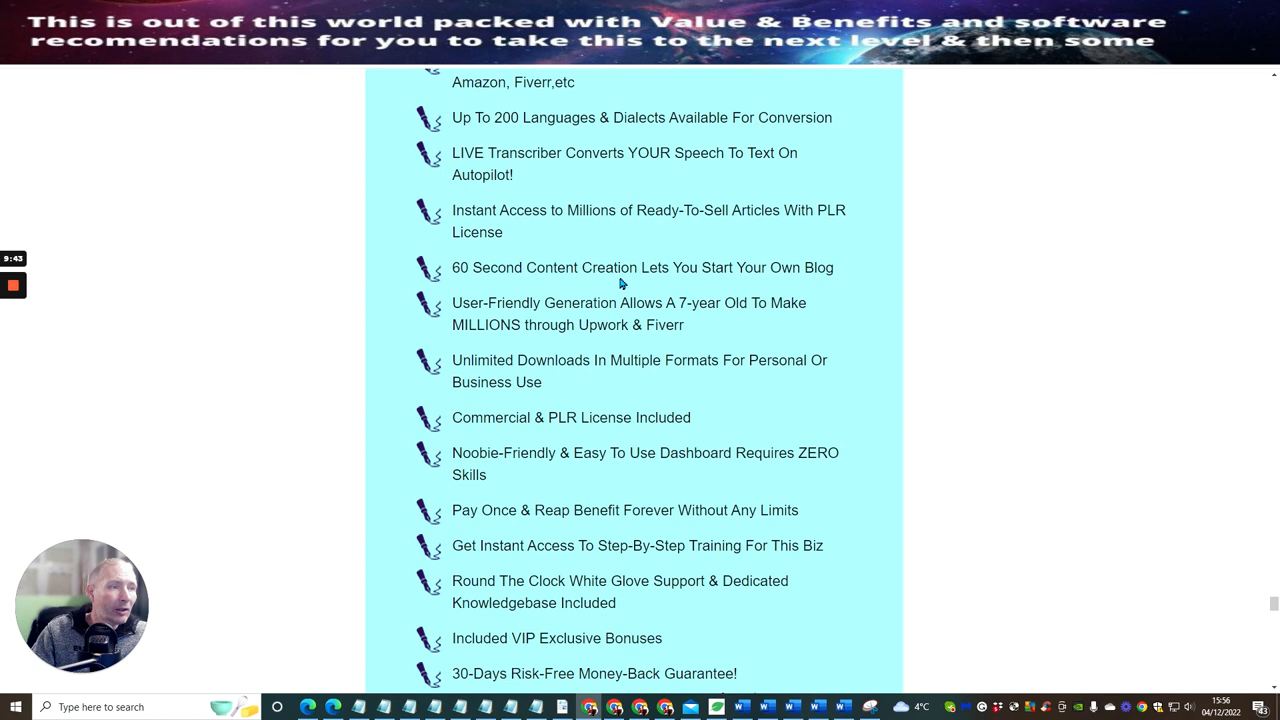 This is out of this world packed with Value & Benefits and software
recomendations for you to take this to the next level & then some
Amazon, Fiverr,etc
Up To 200 Languages & Dialects Available For Conversion
LIVE Transcriber Converts YOUR Speech To Text On
Autopilot!
Instant Access to Millions of Ready-To-Sell Articles With PLR
License
9:43
60 Second Content Creation Lets You Start Your Own Blog
User-Friendly Generation Allows A 7-year Old To Make
MILLIONS through Upwork & Fiverr
Unlimited Downloads In Multiple Formats For Personal Or
Business Use
Commercial & PLR License Included
Noobie-Friendly & Easy To Use Dashboard Requires ZERO
Skills
Pay Once & Reap Benefit Forever Without Any Limits
Get Instant Access To Step-By-Step Training For This Biz
Round The Clock White Glove Support & Dedicated
Knowledgebase Included
Included VIP Exclusive Bonuses
30-Days Risk-Free Money-Back Guarantee!
Type here to search
4°C
15:56
04/12/2022